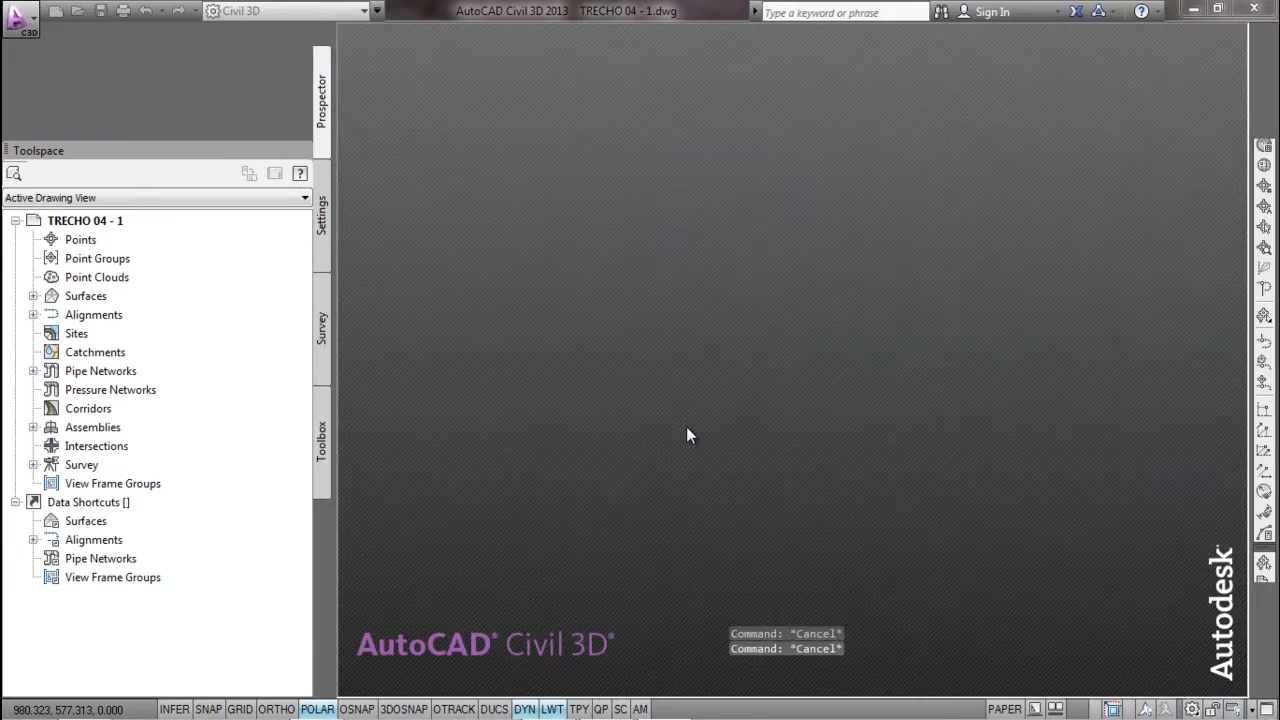 C3D
Civil 3D
AutoCAD Civil 3D 2013 TRECHO 04 - 1.dwg
Type a keyword or phrase
Sign In
Toolspace
Active Drawing View
TRECHO 04 - 1
Points
Point Groups
Point Clouds
Surfaces
Alignments
Sites
Catchments
Pipe Networks
Pressure Networks
Corridors
Assemblies
Intersections
Survey
View Frame Groups
Data Shortcuts []
Surfaces
Alignments
Pipe Networks
View Frame Groups
Prospector
Settings
Survey
Toolbox
AutoCAD® Civil 3D®
Command: *Cancel*
Command: *Cancel*
Autodesk®
980.323, 577.313, 0.000
INFER SNAP GRID ORTHO POLAR OSNAP 3DOSNAP OTRACK DUCS DYN LWT TPY QP SC AM
PAPER